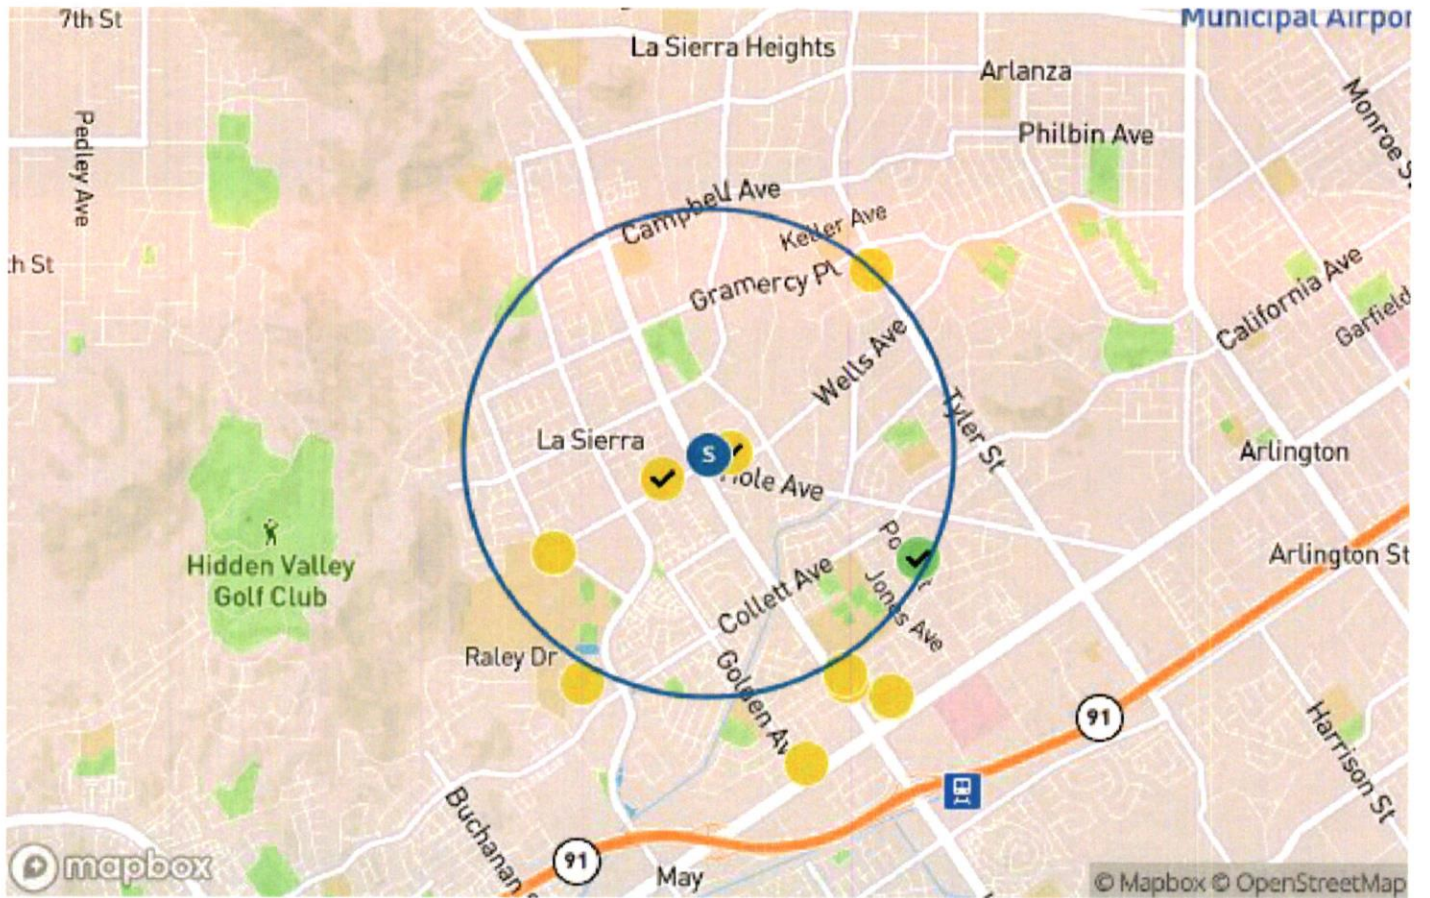 7th St
Municipal Airpor
La Sierra Heights
Arlanza
Monroe S
Pedley Ave
Philbin Ave
Campbell Ave
Keller Ave
th St
Gramercy Pl
California Ave
Garfield
Wells Ave
Tyler St
La Sierra
S
Arlington
Hole Ave
Po
t
Arlington St
Hidden Valley
Golf Club
Collett Ave
Jones Ave
Raley Dr
Golden Av
91
Harrison St
Buchanan S
91
May
mapbox
© Mapbox © OpenStreetMap